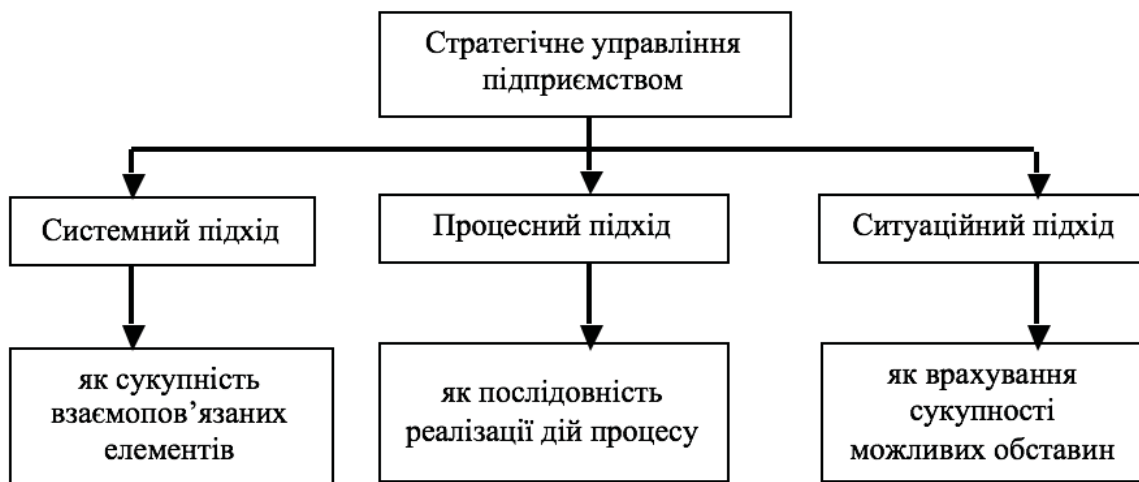 Стратегічне управління
підприємством
Системний підхід
Процесний підхід
Ситуаційний підхід
як сукупність
взаємопов’язаних
елементів
як послідовність
реалізації дій процесу
як врахування
сукупності
можливих обставин